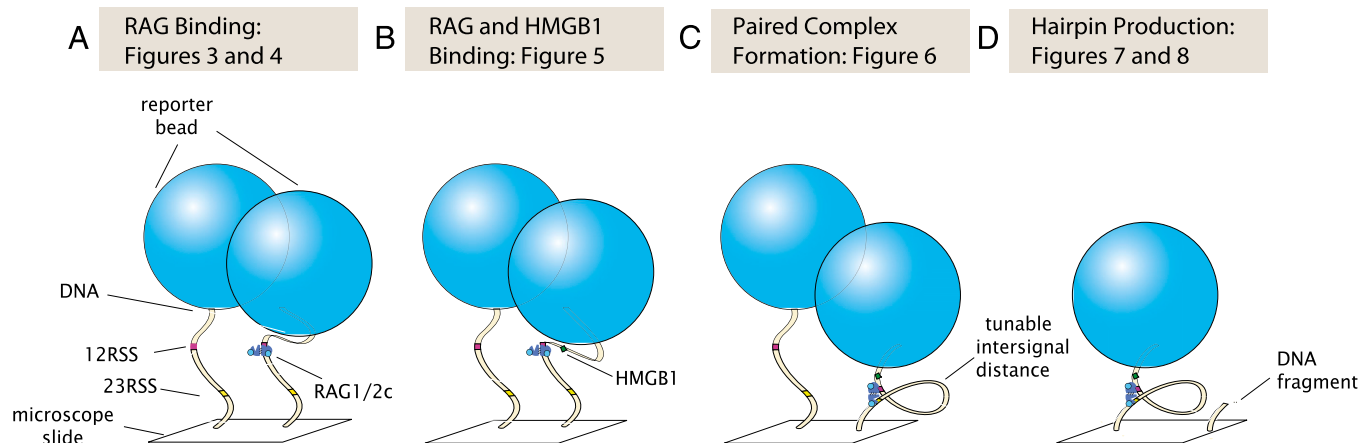 A
RAG Binding:
Figures 3 and 4
B
RAG and HMGB1
Binding: Figure 5
C
Paired Complex
Formation: Figure 6
D
Hairpin Production:
Figures 7 and 8
reporter
bead
DNA
12RSS
23RSS
microscope
slide
RAG1/2c
HMGB1
tunable
intersignal
distance
DNA
fragment